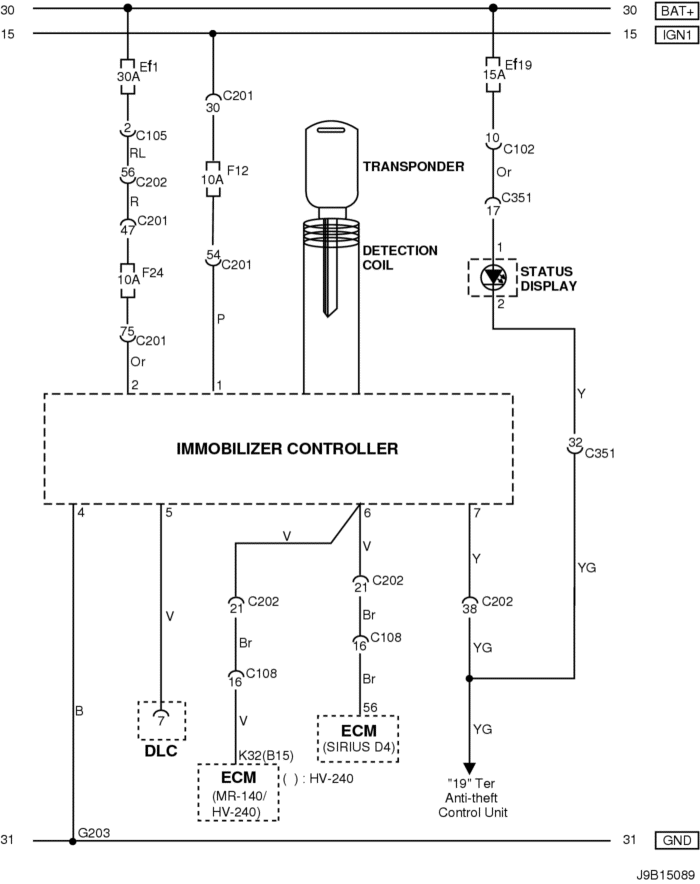 30 30 BAT+
15 15 IGN1
Ef1
30A
Ef19
15A
C201
30
2
C105
RL
10
C102
Or
56
C202
R
F12
10A
TRANSPONDER
C351
17
C201
47
54
C201
DETECTION
COIL
1
F24
10A
STATUS
DISPLAY
2
75
C201
P
Or
2
1
Y
IMMOBILIZER CONTROLLER
32
C351
4
5
6
7
V
V
Y
YG
21
C202
21
C202
38
C202
V
Br
Br
16
C108
YG
16
C108
Br
B
7
DLC
V
56
ECM
(SIRIUS D4)
YG
K32(B15)
ECM
(MR-140/
HV-240)
( ) : HV-240
"19" Ter
Anti-theft
Control Unit
G203
31 31 GND
J9B15089